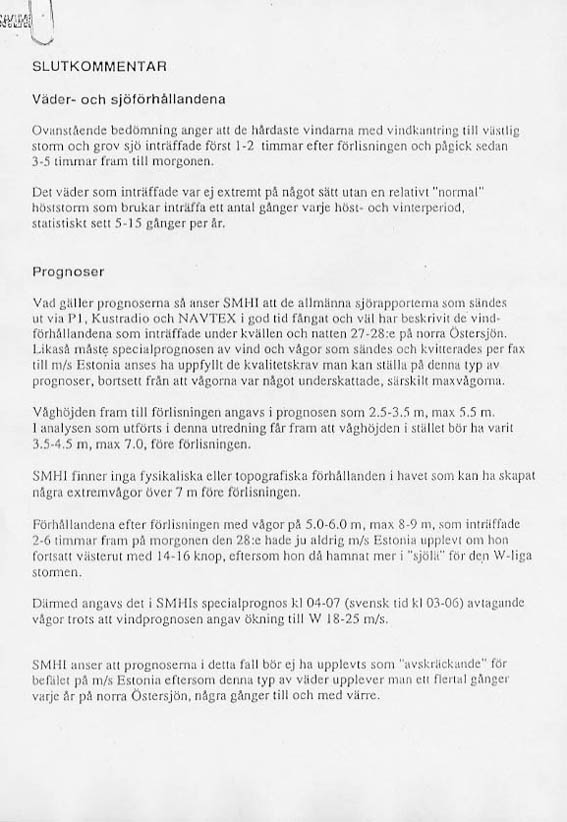 SLUTKOMMENTAR
Väder- och sjöförhållandena
Ovanstående bedömning anger att de hårdaste vindarna med vindkantring till västlig
storm och grov sjö inträffade först 1-2 timmar efter förlisningen och pågick sedan
3-5 timmar fram till morgonen.
Det väder som inträffade var ej extremt på något sätt utan en relativt "normal"
höststorm som brukar inträffa ett antal gånger varje höst- och vinterperiod,
statistiskt sett 5-15 gånger per år.
Prognoser
Vad gäller prognoserna så anser SMHI att de allmänna sjörapporterna som sändes
ut via P1, Kustradio och NAVTEX i god tid fångat och väl har beskrivit de vind-
förhållandena som inträffade under kvällen och natten 27-28:e på norra Östersjön.
Likaså måste specialprognosen av vind och vågor som sändes och kvitterades per fax
till m/s Estonia anses ha uppfyllt de kvalitetskrav man kan ställa på denna typ av
prognoser, bortsett från att vågorna var något underskattade, särskilt maxvågorna.
Våghöjden fram till förlisningen angavs i prognosen som 2.5-3.5 m, max 5.5 m.
I analysen som utförts i denna utredning får fram att våghöjden i stället bör ha varit
3.5-4.5 m, max 7.0, före förlisningen.
SMHI finner inga fysikaliska eller topografiska förhållanden i havet som kan ha skapat
några extremvågor över 7 m före förlisningen.
Förhållandena efter förlisningen med vågor på 5.0-6.0 m, max 8-9 m, som inträffade
2-6 timmar fram på morgonen den 28:e hade ju aldrig m/s Estonia upplevt om hon
fortsatt västerut med 14-16 knop, eftersom hon då hamnat mer i "sjölä" för den W-liga
stormen.
Därmed angavs det i SMHIs specialprognos kl 04-07 (svensk tid kl 03-06) avtagande
vågor trots att vindprognosen angav ökning till W 18-25 m/s.
SMHI anser att prognoserna i detta fall bör ej ha upplevts som "avskräckande" för
befälet på m/s Estonia eftersom denna typ av väder upplever man ett flertal gånger
varje år på norra Östersjön, några gånger till och med värre.